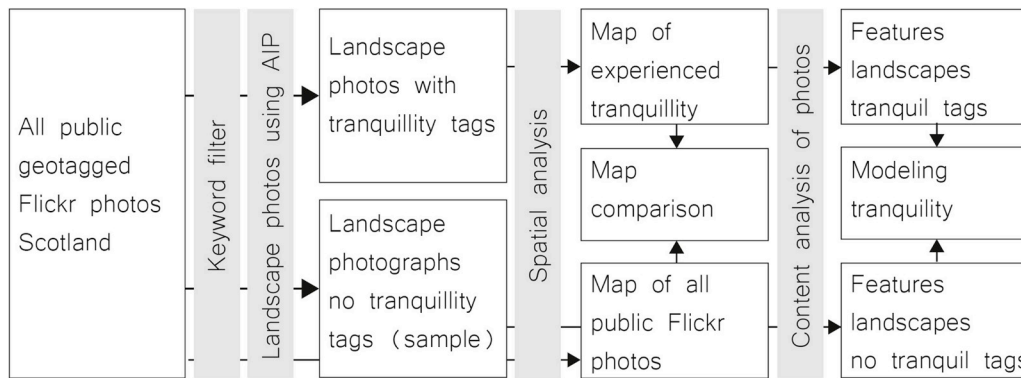 All public
geotagged
Flickr photos
Scotland
Keyword filter
Landscape photos using AIP
Landscape
photos with
tranquillity tags
Landscape
photographs
no tranquillity
tags (sample)
Spatial analysis
Map of
experienced
tranquillity
Map
comparison
Map of all
public Flickr
photos
Content analysis of photos
Features
landscapes
tranquil tags
Modeling
tranquility
Features
landscapes
no tranquil tags